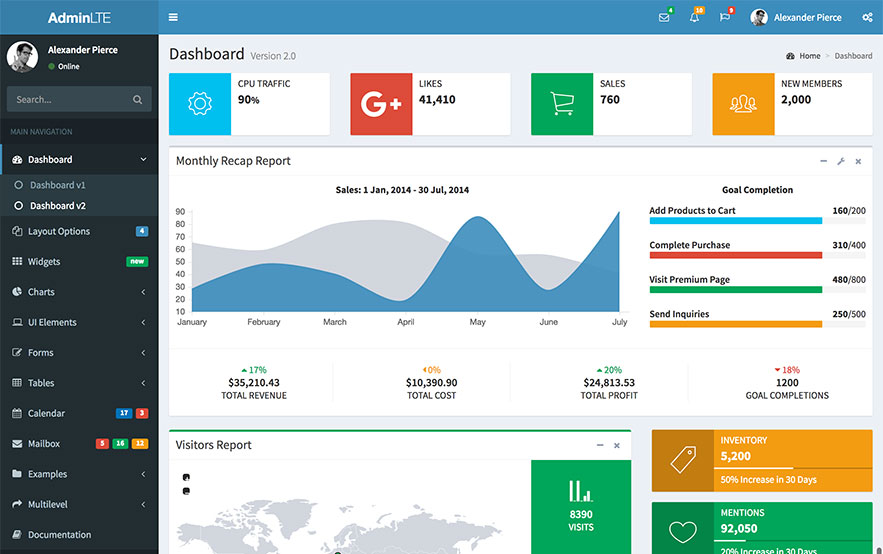 AdminLTE
4
10
9
Alexander Pierce
Alexander Pierce
Online
Search...
MAIN NAVIGATION
Dashboard
Dashboard v1
Dashboard v2
Layout Options 4
Widgets new
Charts
UI Elements
Forms
Tables
Calendar 17 3
Mailbox 5 16 12
Examples
Multilevel
Documentation
Dashboard Version 2.0
Home > Dashboard
CPU TRAFFIC
90%
G+
LIKES
41,410
SALES
760
NEW MEMBERS
2,000
Monthly Recap Report
Sales: 1 Jan, 2014 - 30 Jul, 2014
90
80
70
60
50
40
30
20
10
January February March April May June July
Goal Completion
Add Products to Cart 160/200
Complete Purchase 310/400
Visit Premium Page 480/800
Send Inquiries 250/500
17%
$35,210.43
TOTAL REVENUE
0%
$10,390.90
TOTAL COST
20%
$24,813.53
TOTAL PROFIT
18%
1200
GOAL COMPLETIONS
Visitors Report
8390
VISITS
INVENTORY
5,200
50% Increase in 30 Days
MENTIONS
92,050
20% Increase in 30 Days